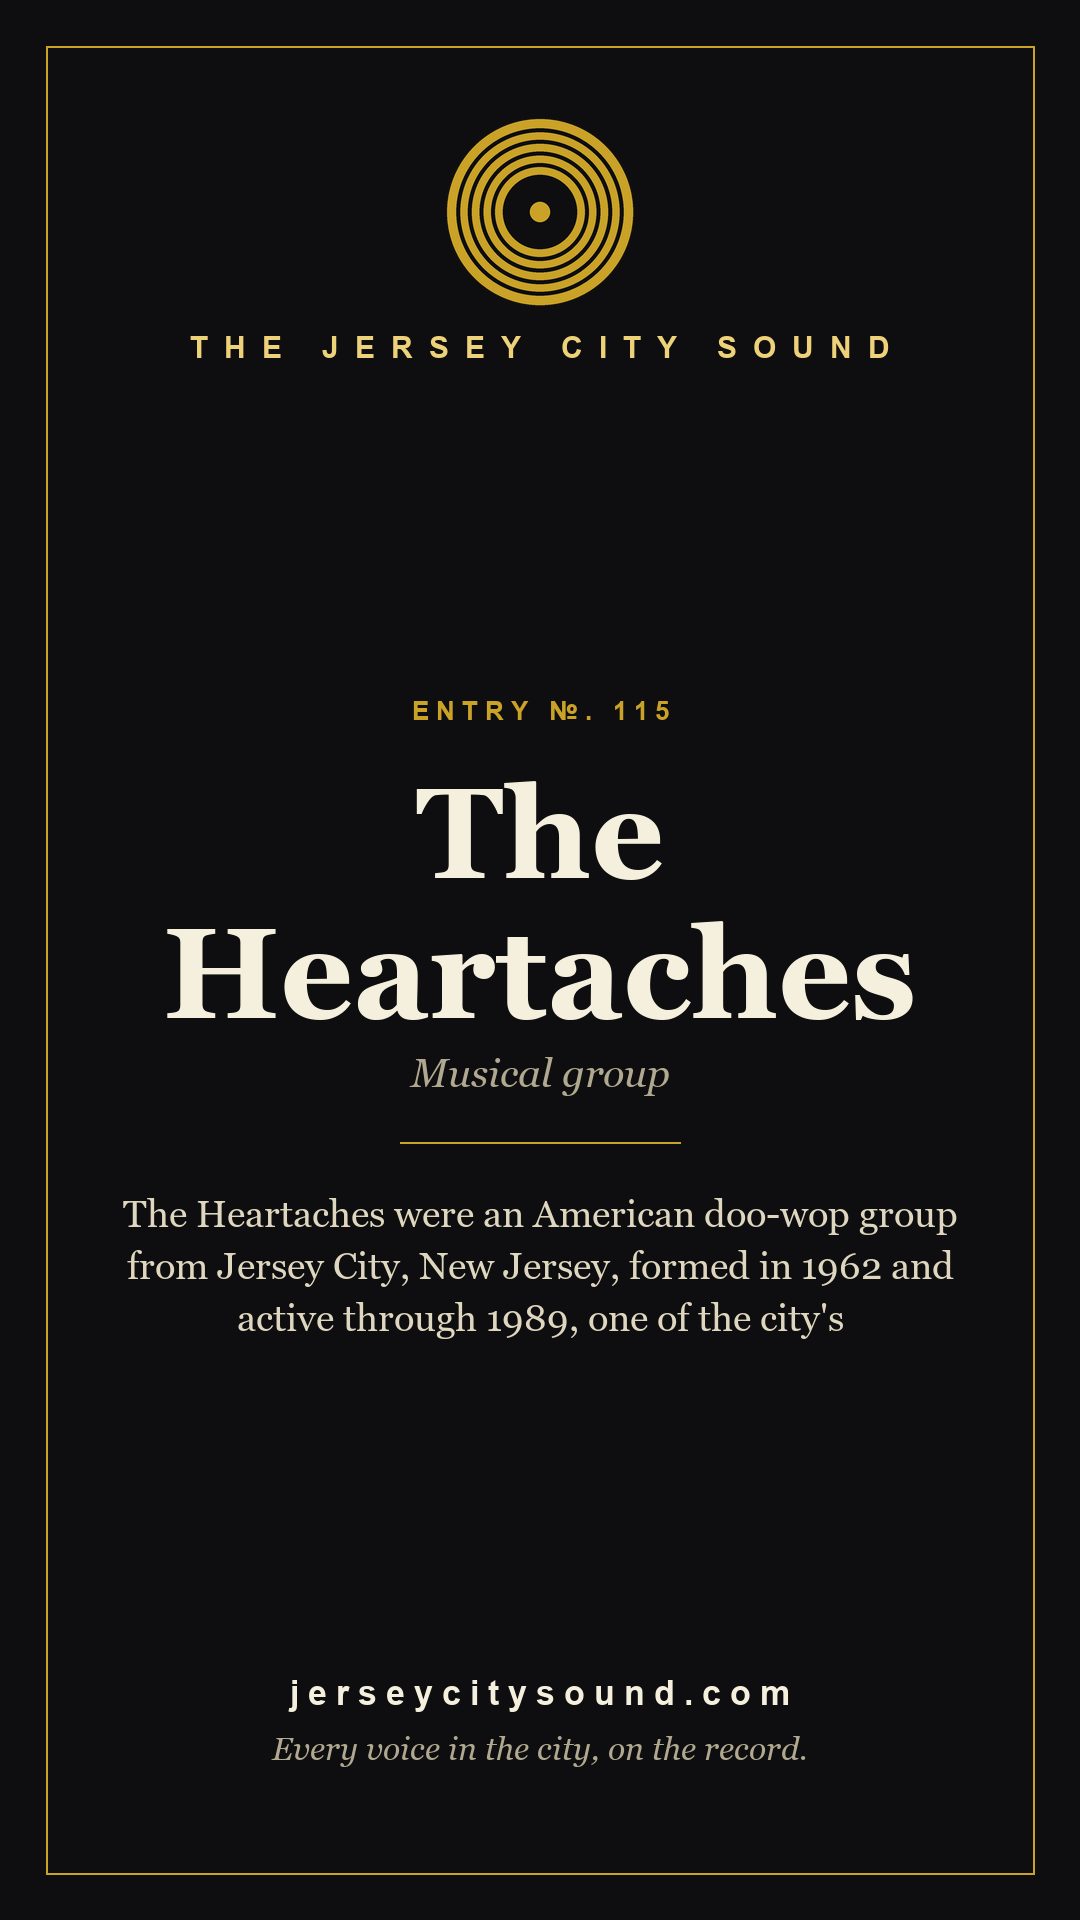 THE JERSEY CITY SOUND
ENTRY №. 115
The
Heartaches
Musical group
The Heartaches were an American doo-wop group
from Jersey City, New Jersey, formed in 1962 and
active through 1989, one of the city's
jerseycitysound.com
Every voice in the city, on the record.